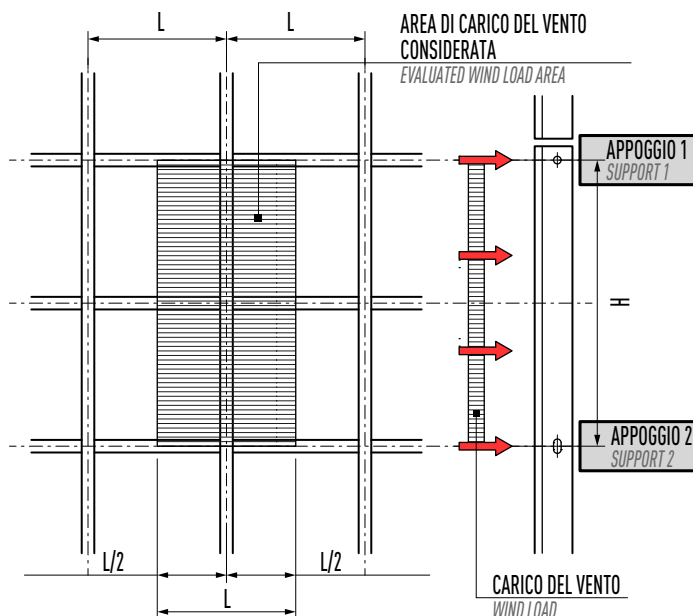 L
L
AREA DI CARICO DEL VENTO
CONSIDERATA
EVALUATED WIND LOAD AREA
APPOGGIO 1
SUPPORT 1
H
APPOGGIO 2
SUPPORT 2
L/2
L/2
L
CARICO DEL VENTO
WIND LOAD